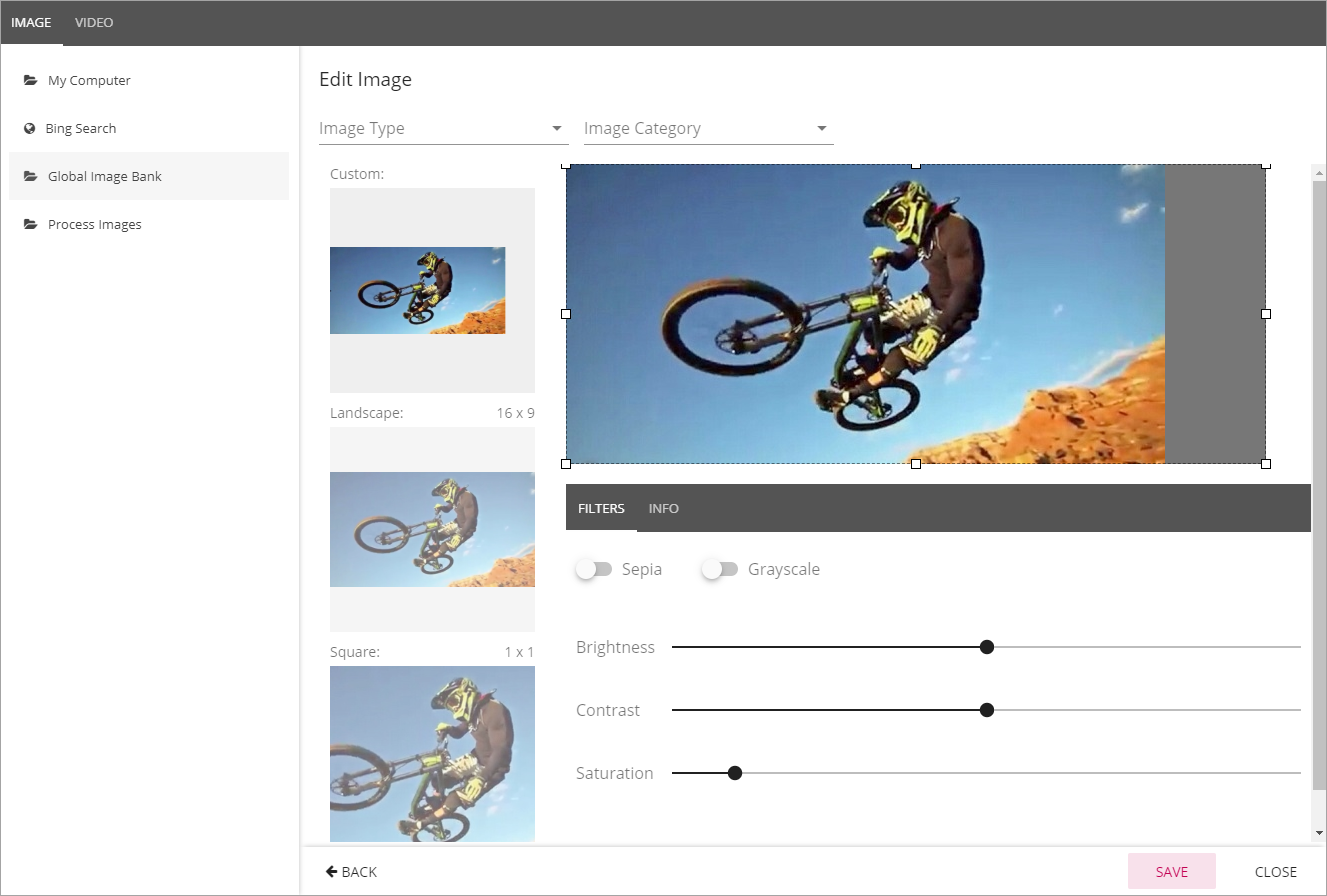 IMAGE VIDEO
My Computer
Bing Search
Global Image Bank
Process Images
Edit Image
Image Type Image Category
Custom:
Landscape: 16 x 9
Square: 1 x 1
FILTERS INFO
Sepia Grayscale
Brightness
Contrast
Saturation
BACK SAVE CLOSE